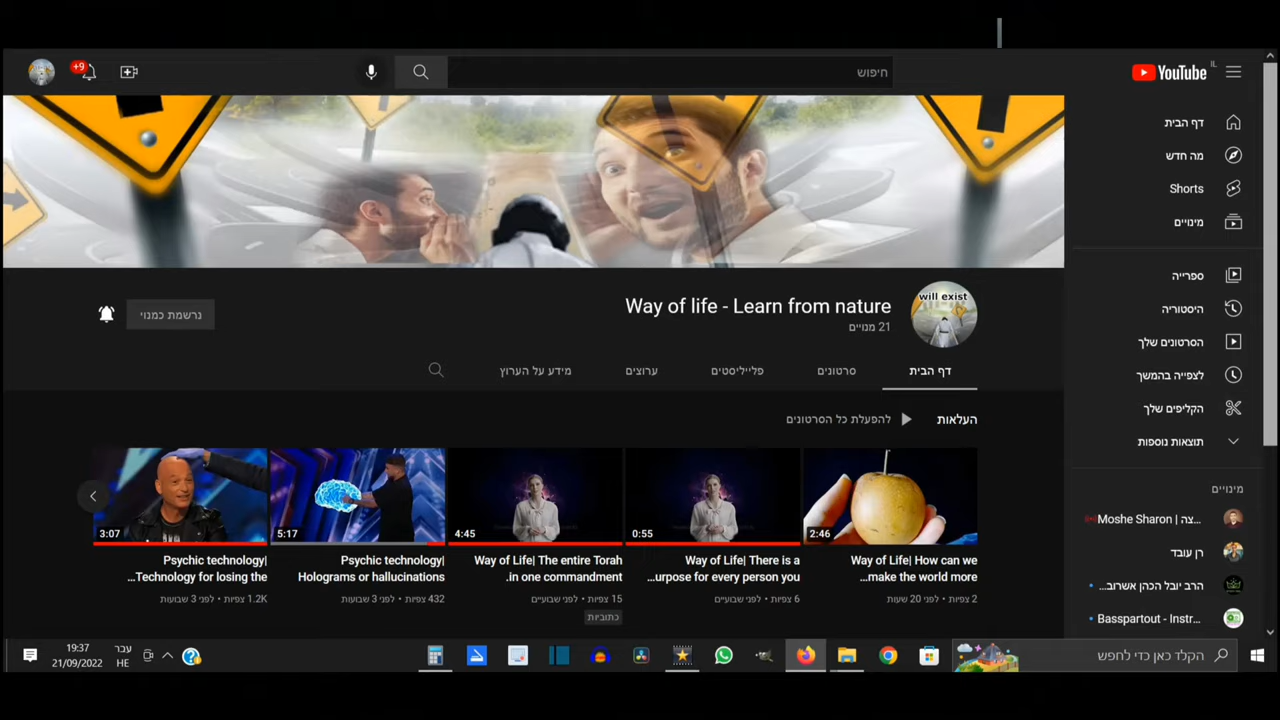 +9
חיפוש
YouTube IL
דף הבית
מה חדש
Shorts
מינויים
ספרייה
היסטוריה
הסרטונים שלך
לצפייה בהמשך
הקליפים שלך
תוצאות נוספות
מינויים
Moshe Sharon | צה...
רן עובד
הרב יובל הכהן אשרוב...
Basspartout - Instr...
will exist
Way of life - Learn from nature
21 מנויים
נרשמת כמנוי
דף הבית
סרטונים
פלייליסטים
ערוצים
מידע על הערוץ
העלאות
להפעלת כל הסרטונים
2:46
Way of Life| How can we
...make the world more
2 צפיות • לפני 20 שעות
0:55
Way of Life| There is a
...urpose for every person you
6 צפיות • לפני שבועיים
4:45
Way of Life| The entire Torah
.in one commandment
15 צפיות • לפני שבועיים
כתוביות
5:17
Psychic technology|
Holograms or hallucinations
432 צפיות • לפני 3 שבועות
3:07
Psychic technology|
...Technology for losing the
1.2K צפיות • לפני 3 שבועות
הקלד כאן כדי לחפש
עבר
HE
19:37
21/09/2022